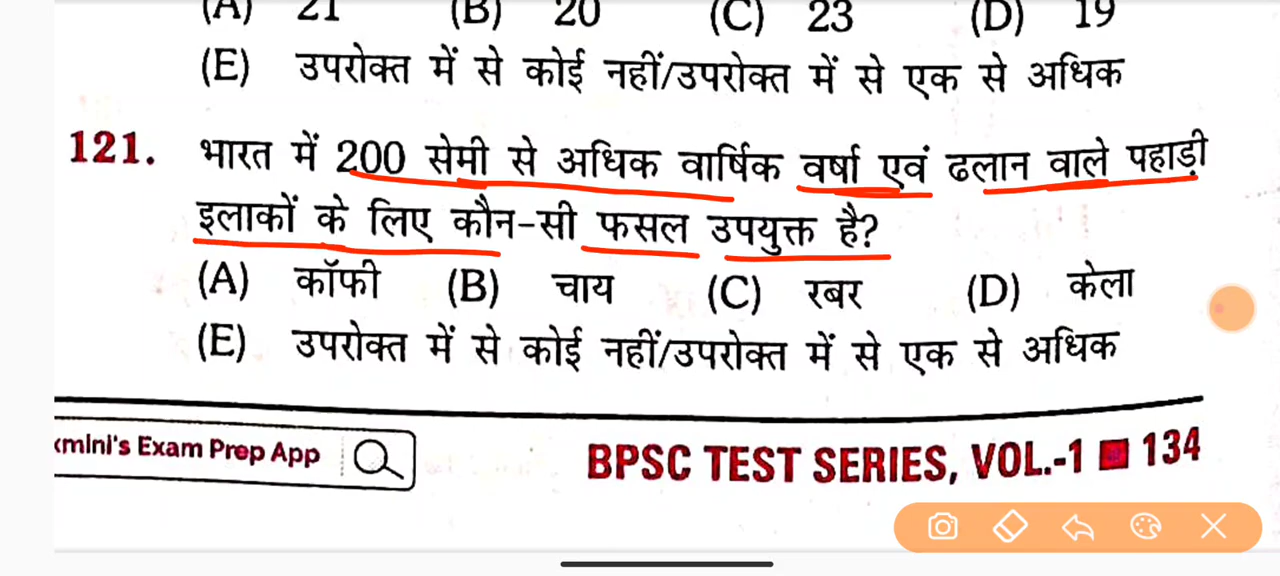 (A) 21 (B) 20 (C) 23 (D) 19
(E) उपरोक्त में से कोई नहीं/उपरोक्त में से एक से अधिक
121. भारत में 200 सेमी से अधिक वार्षिक वर्षा एवं ढलान वाले पहाड़ी
इलाकों के लिए कौन-सी फसल उपयुक्त है?
(A) कॉफी (B) चाय (C) रबर (D) केला
(E) उपरोक्त में से कोई नहीं/उपरोक्त में से एक से अधिक
mini's Exam Prep App
BPSC TEST SERIES, VOL.-1 ■ 134